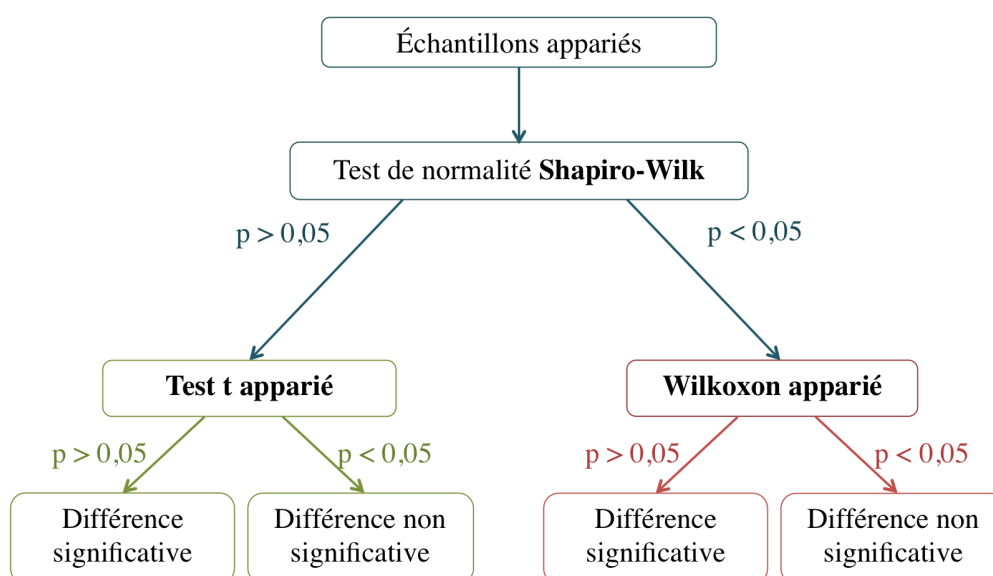 Échantillons appariés
Test de normalité Shapiro-Wilk
p > 0,05
p < 0,05
Test t apparié
Wilkoxon apparié
p > 0,05
p < 0,05
p > 0,05
p < 0,05
Différence
significative
Différence non
significative
Différence
significative
Différence non
significative